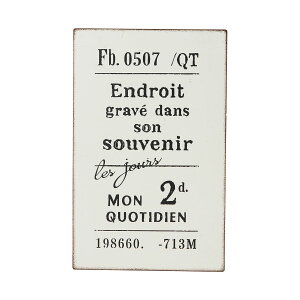 Fb. 0507 /QT
Endroit
gravé dans
son
souvenir
les jours
MON 2d.
QUOTIDIEN
198660. -713M